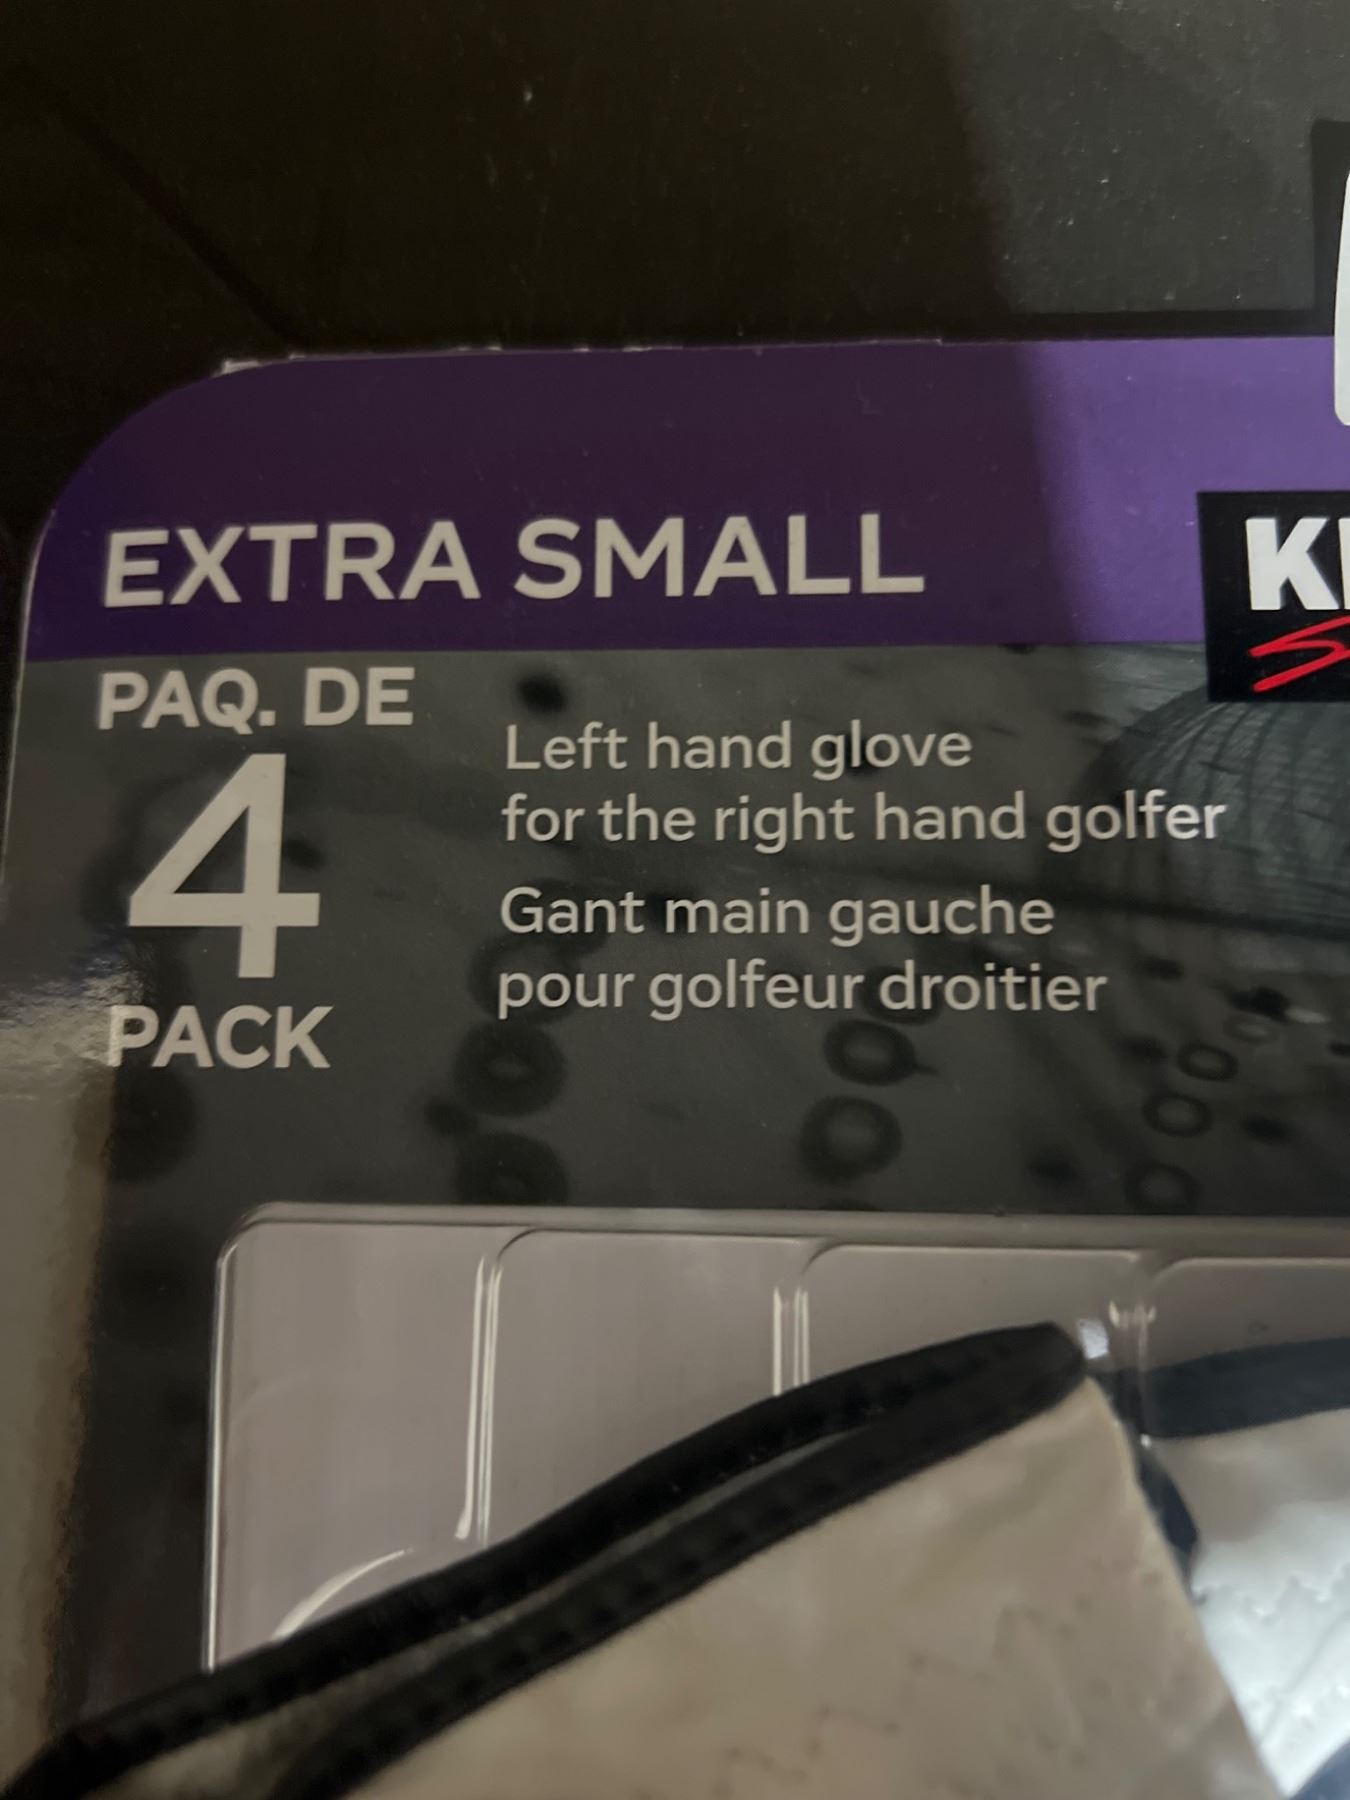 EXTRA SMALL
PAQ. DE
4
PACK
Left hand glove
for the right hand golfer
Gant main gauche
pour golfeur droitier